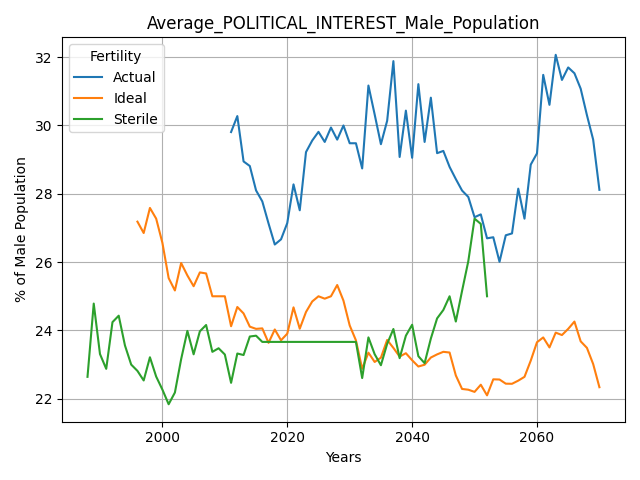 Average_POLITICAL_INTEREST_Male_Population
Fertility
Actual
Ideal
Sterile
% of Male Population
32
30
28
26
24
22
2000 2020 2040 2060
Years